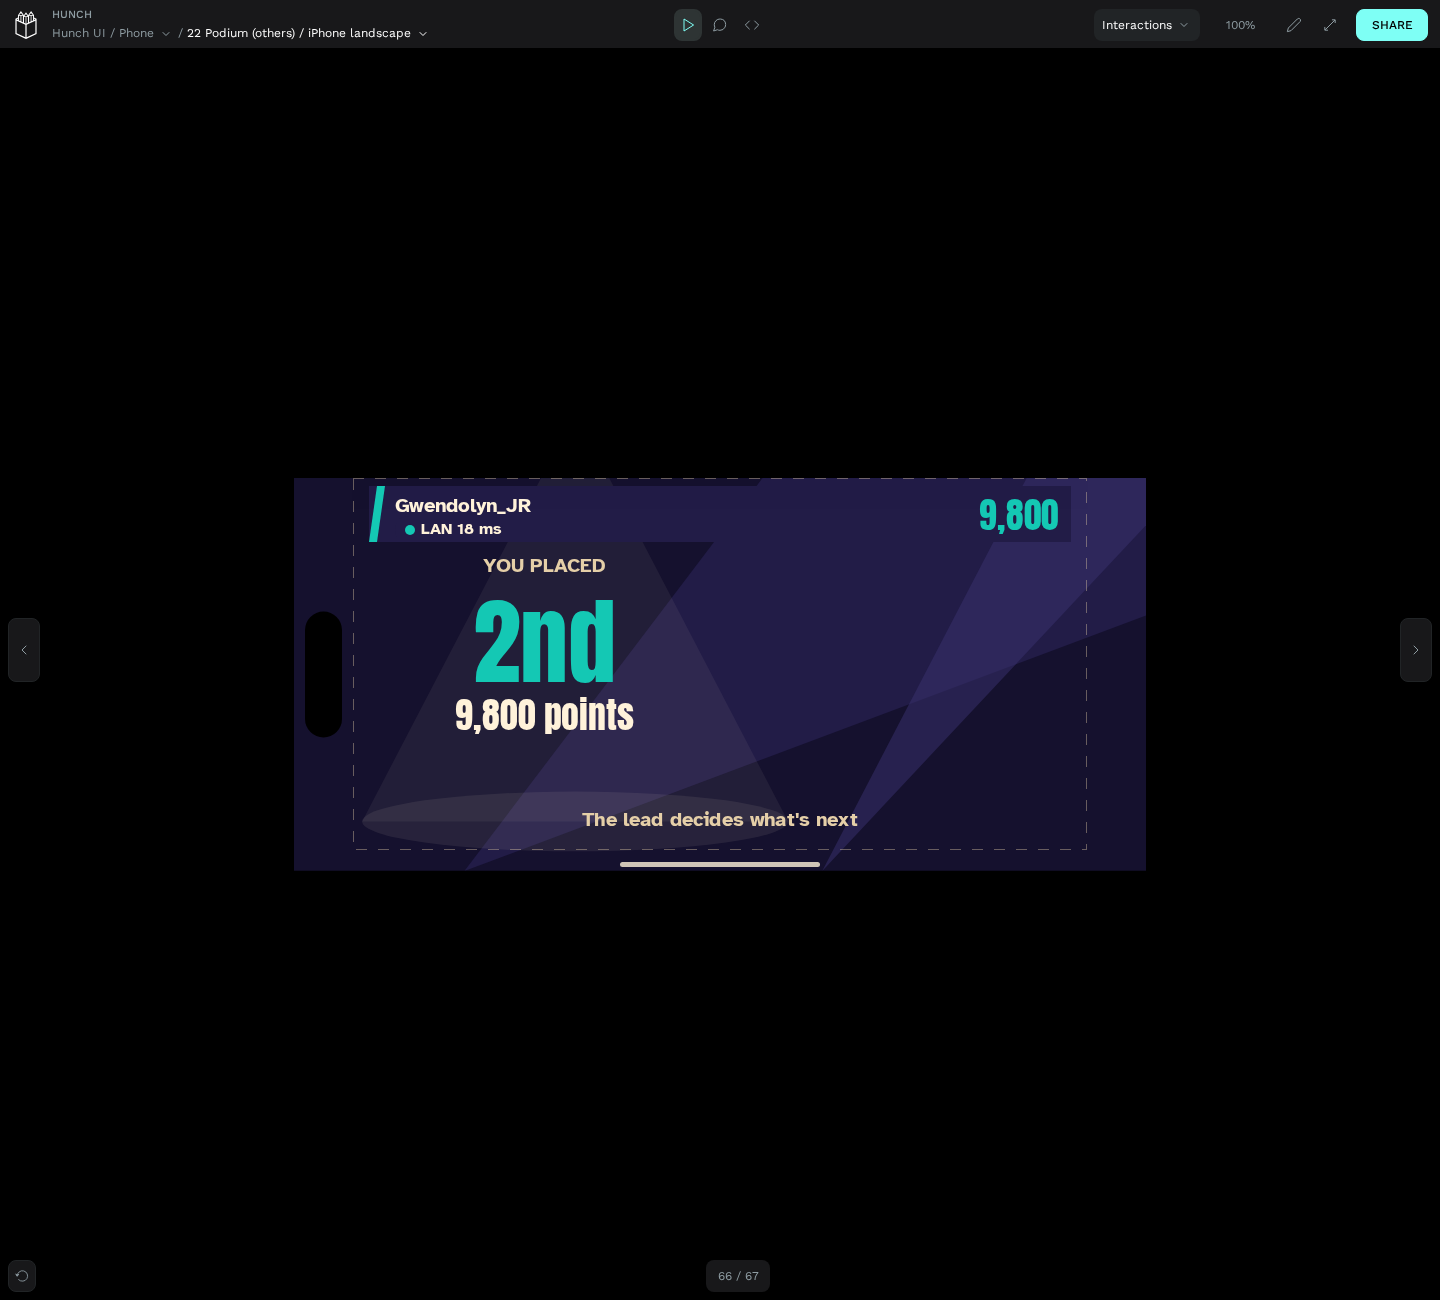 HUNCH
Hunch UI / Phone / 22 Podium (others) / iPhone landscape
Interactions
100%
SHARE
Gwendolyn_JR
LAN 18 ms
9,800
YOU PLACED
2nd
9,800 points
The lead decides what's next
66 / 67